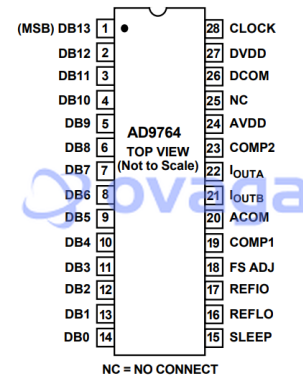 (MSB) DB13 1 28 CLOCK
DB12 2 27 DVDD
DB11 3 26 DCOM
DB10 4 25 NC
DB9 5 24 AVDD
DB8 6 23 COMP2
DB7 7 22 IOUTA
DB6 8 21 IOUTB
DB5 9 20 ACOM
DB4 10 19 COMP1
DB3 11 18 FS ADJ
DB2 12 17 REFIO
DB1 13 16 REFLO
DB0 14 15 SLEEP
AD9764
TOP VIEW
(Not to Scale)
ovaga
NC = NO CONNECT